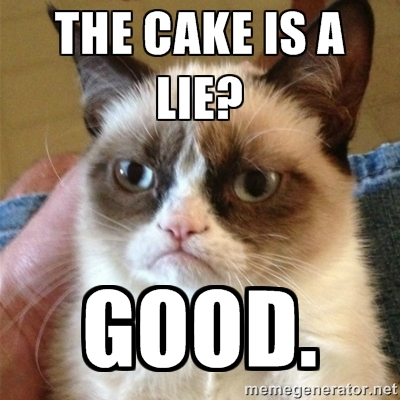 THE CAKE IS A
LIE?
GOOD.
memegenerator.net